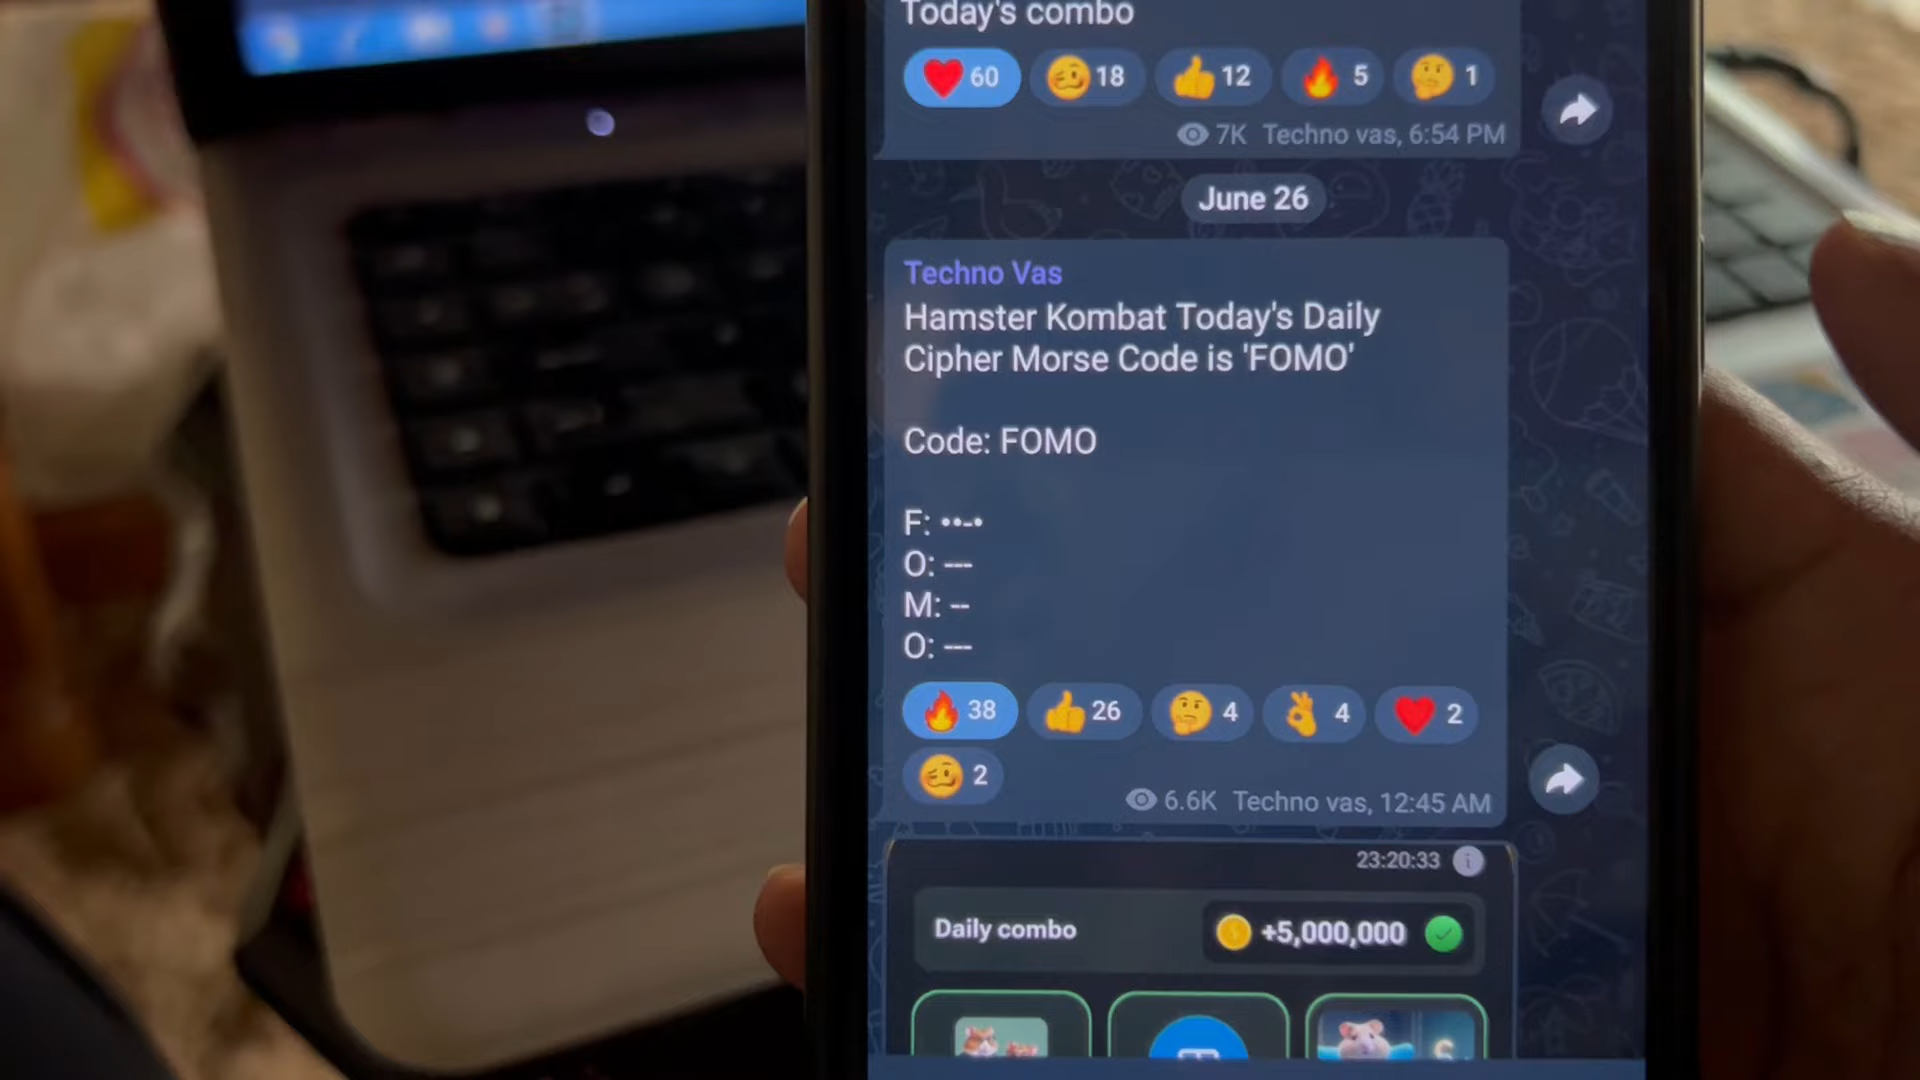 Today's combo
❤️ 60 🥴 18 👍 12 🔥 5 🤔 1
7K Techno vas, 6:54 PM
June 26
Techno Vas
Hamster Kombat Today's Daily
Cipher Morse Code is 'FOMO'
Code: FOMO
F: ••-•
O: ---
M: --
O: ---
🔥 38 👍 26 🤔 4 👌 4 ❤️ 2
🥴 2
6.6K Techno vas, 12:45 AM
23:20:33
Daily combo +5,000,000